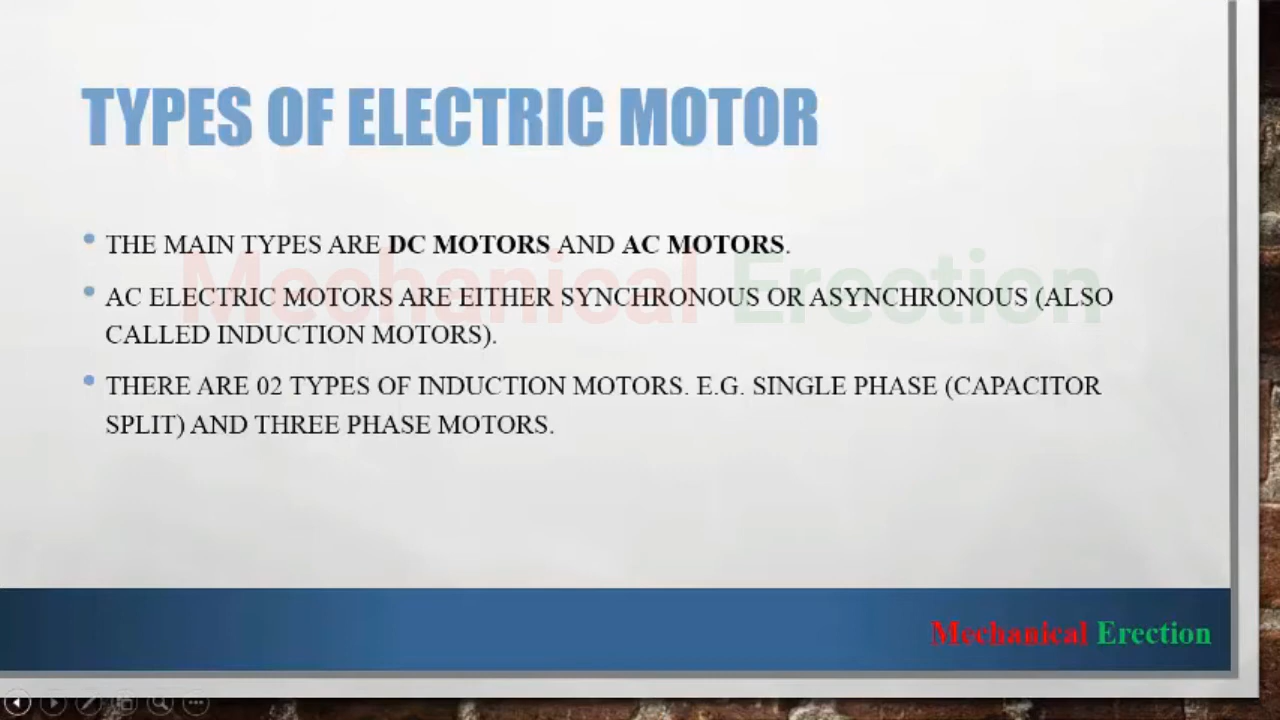 TYPES OF ELECTRIC MOTOR
• THE MAIN TYPES ARE DC MOTORS AND AC MOTORS.
• AC ELECTRIC MOTORS ARE EITHER SYNCHRONOUS OR ASYNCHRONOUS (ALSO
CALLED INDUCTION MOTORS).
• THERE ARE 02 TYPES OF INDUCTION MOTORS. E.G. SINGLE PHASE (CAPACITOR
SPLIT) AND THREE PHASE MOTORS.
Mechanical Erection
Mechanical Erection